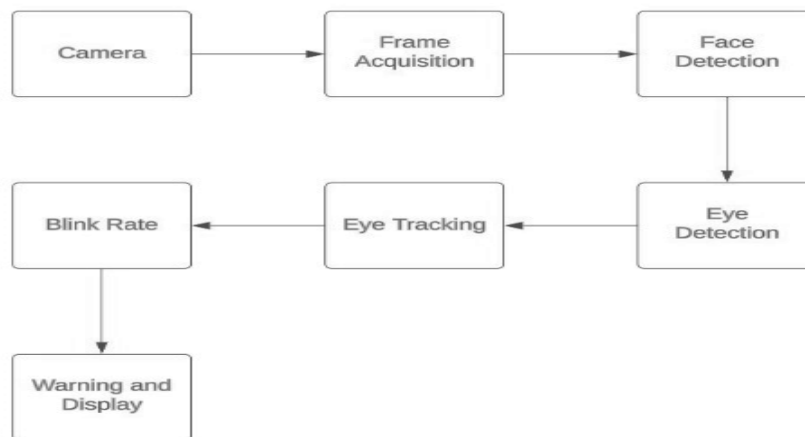 Camera
Frame
Acquisition
Face
Detection
Eye
Detection
Eye Tracking
Blink Rate
Warning and
Display